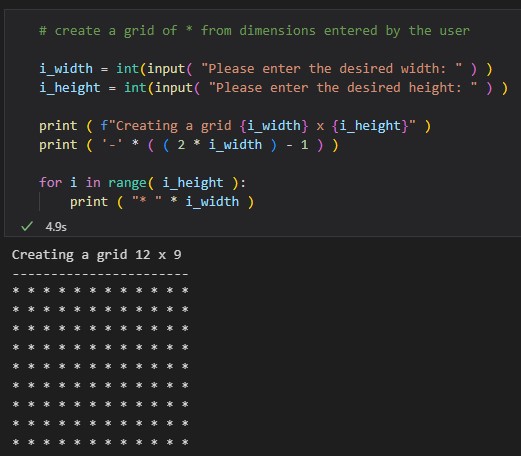 # create a grid of * from dimensions entered by the user
i_width = int(input( "Please enter the desired width: " ) )
i_height = int(input( "Please enter the desired height: " ) )
print ( f"Creating a grid {i_width} x {i_height}" )
print ( '-' * ( ( 2 * i_width ) - 1 ) )
for i in range( i_height ):
    print ( "* " * i_width )
✓ 4.9s
Creating a grid 12 x 9
-----------------------
* * * * * * * * * * * *
* * * * * * * * * * * *
* * * * * * * * * * * *
* * * * * * * * * * * *
* * * * * * * * * * * *
* * * * * * * * * * * *
* * * * * * * * * * * *
* * * * * * * * * * * *
* * * * * * * * * * * *